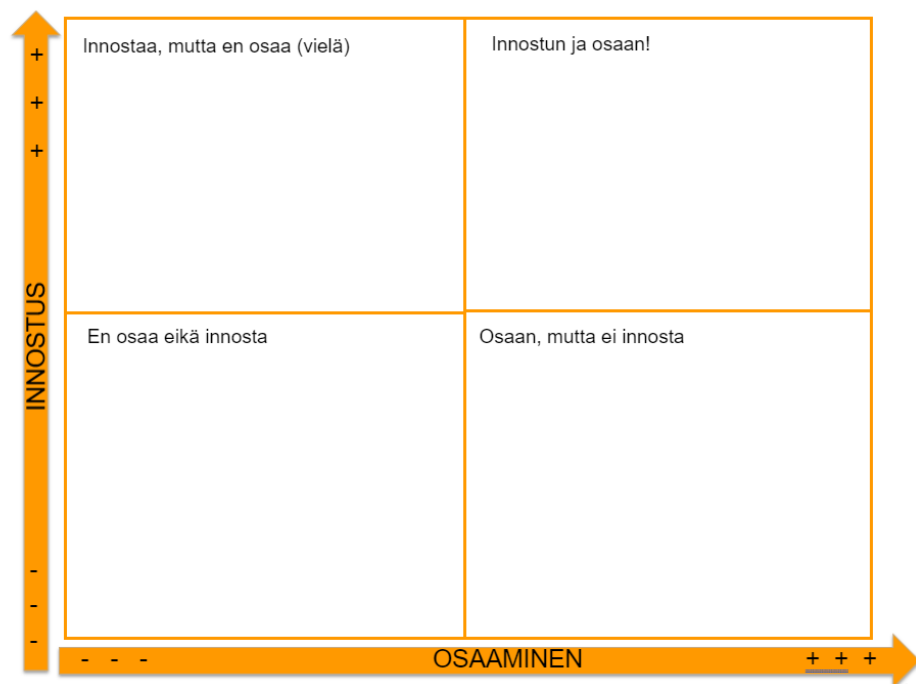 +
+
+
Innostaa, mutta en osaa (vielä)
Innostun ja osaan!
INNOSTUS
En osaa eikä innosta
Osaan, mutta ei innosta
-
-
-
- - -
OSAAMINEN
+ + +